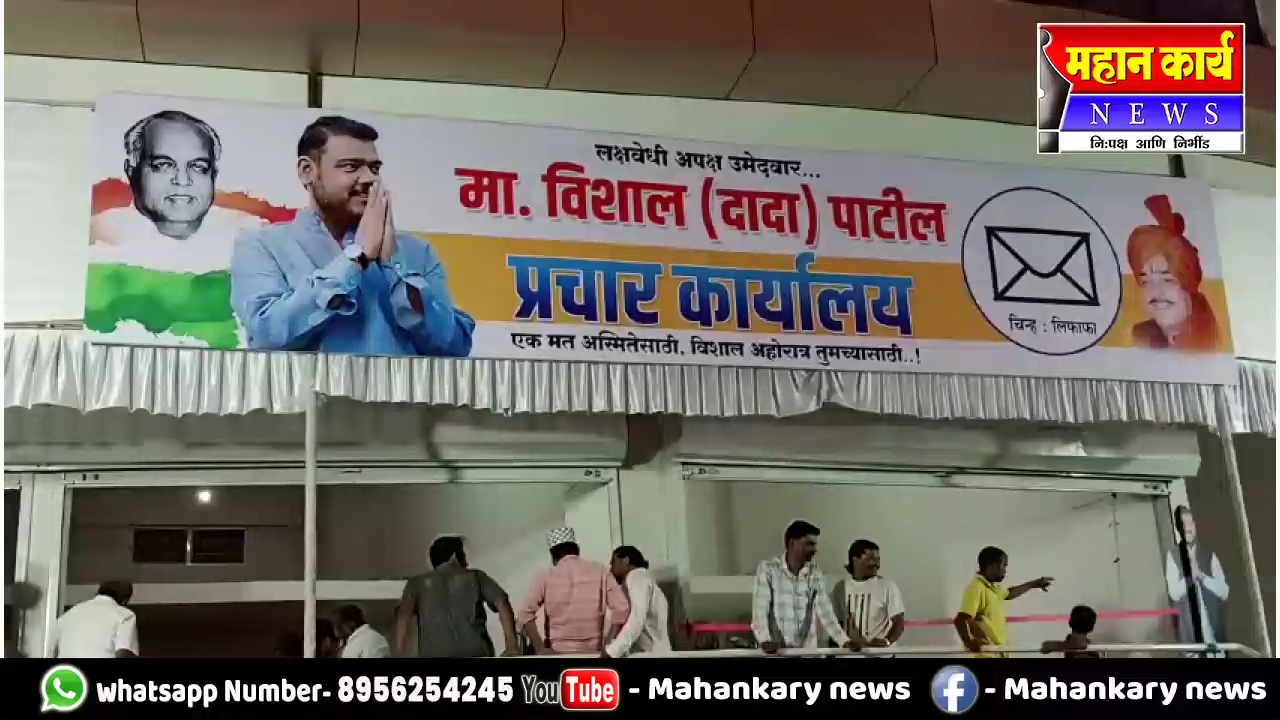 महान कार्य
NEWS
नि:पक्ष आणि निर्भीड
लक्षवेधी अपक्ष उमेदवार...
मा. विशाल (दादा) पाटील
प्रचार कार्यालय
एक मत अस्मितेसाठी, विशाल अहोरात्र तुमच्यासाठी..!
चिन्ह : लिफाफा
Whatsapp Number- 8956254245 YouTube - Mahankary news f - Mahankary news